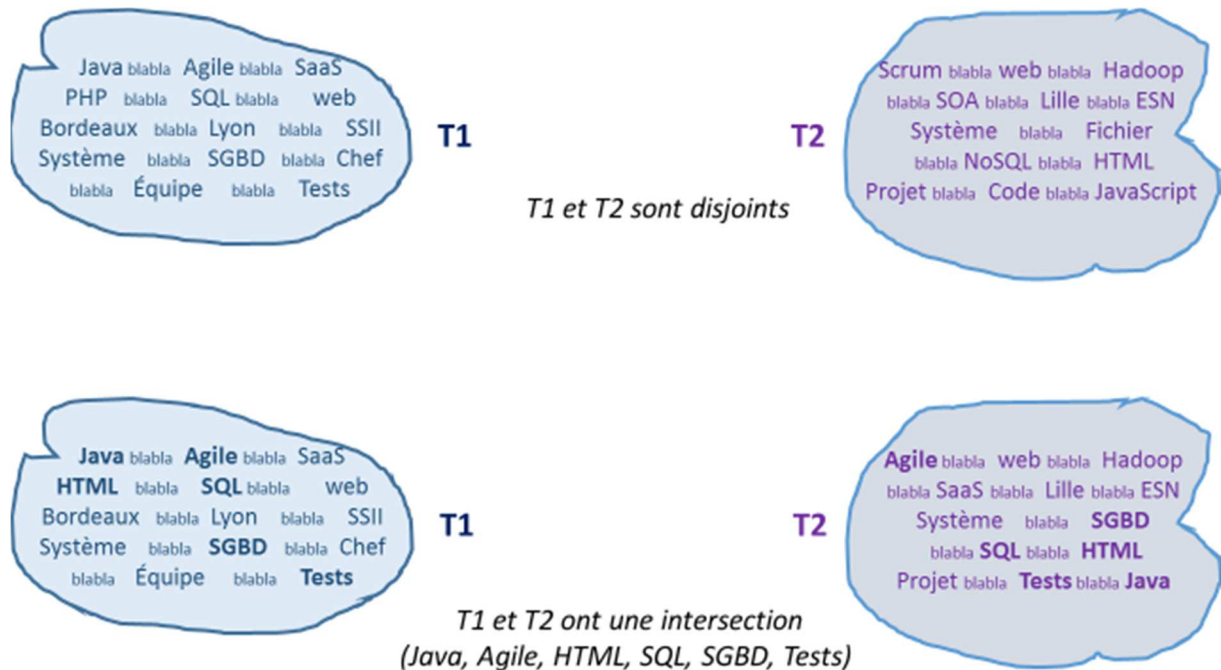 Java blabla Agile blabla SaaS
PHP blabla SQL blabla web
Bordeaux blabla Lyon blabla SSII
Système blabla SGBD blabla Chef
blabla Équipe blabla Tests
T1
T2
Scrum blabla web blabla Hadoop
blabla SOA blabla Lille blabla ESN
Système blabla Fichier
blabla NoSQL blabla HTML
Projet blabla Code blabla JavaScript
T1 et T2 sont disjoints
Java blabla Agile blabla SaaS
HTML blabla SQL blabla web
Bordeaux blabla Lyon blabla SSII
Système blabla SGBD blabla Chef
blabla Équipe blabla Tests
T1
T2
Agile blabla web blabla Hadoop
blabla SaaS blabla Lille blabla ESN
Système blabla SGBD
blabla SQL blabla HTML
Projet blabla Tests blabla Java
T1 et T2 ont une intersection
(Java, Agile, HTML, SQL, SGBD, Tests)